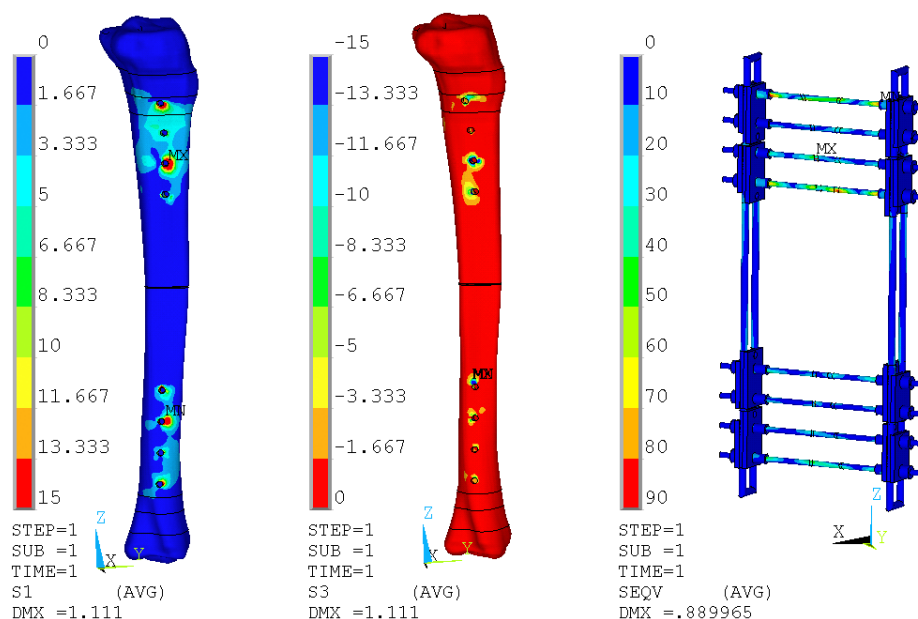 0
1.667
3.333
5
6.667
8.333
10
11.667
13.333
15
MX
MN
Z
X
Y
STEP=1
SUB =1
TIME=1
S1 (AVG)
DMX =1.111
-15
-13.333
-11.667
-10
-8.333
-6.667
-5
-3.333
-1.667
0
Z
X
Y
STEP=1
SUB =1
TIME=1
S3 (AVG)
DMX =1.111
0
10
20
30
40
50
60
70
80
90
MX
Z
X
Y
STEP=1
SUB =1
TIME=1
SEQV (AVG)
DMX =.889965